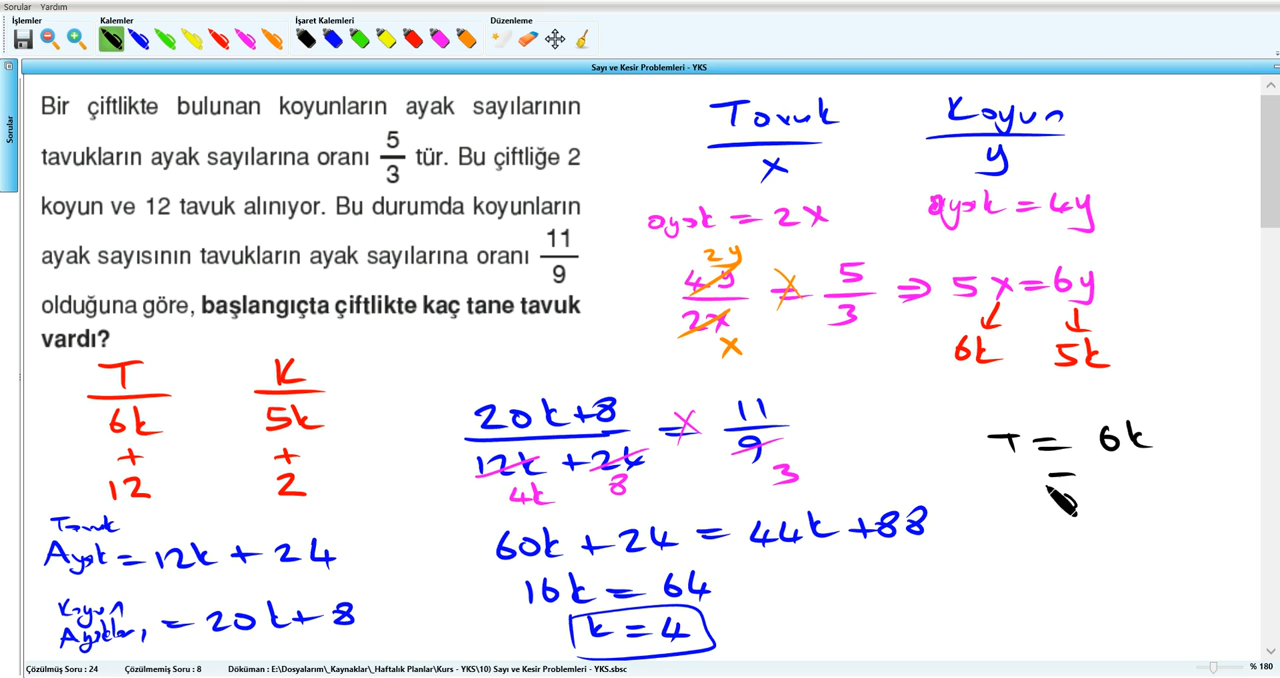 Sorular Yardım
İşlemler Kalemler İşaret Kalemleri Düzenleme
Sayı ve Kesir Problemleri - YKS
Sorular
Bir çiftlikte bulunan koyunların ayak sayılarının
tavukların ayak sayılarına oranı 5/3 tür. Bu çiftliğe 2
koyun ve 12 tavuk alınıyor. Bu durumda koyunların
ayak sayısının tavukların ayak sayılarına oranı 11/9
olduğuna göre, başlangıçta çiftlikte kaç tane tavuk
vardı?
Tavuk Koyun
x y
ayak = 2x ayak = 4y
2y
4y/2x = 5/3 ⇒ 5x = 6y
x
6k 5k
T K
6k 5k
+ +
12 2
Tavuk
Ayak = 12k + 24
Koyun
Ayakları = 20k + 8
20k + 8 / 12k + 24 = 11/9
4k 8 3
60k + 24 = 44k + 88
16k = 64
k = 4
T = 6k
Çözülmüş Soru : 24 Çözülmemiş Soru : 8 Döküman : E:\Dosyalarım\_Kaynaklar\_Haftalık Planlar\Kurs - YKS\10) Sayı ve Kesir Problemleri - YKS.sbsc % 180